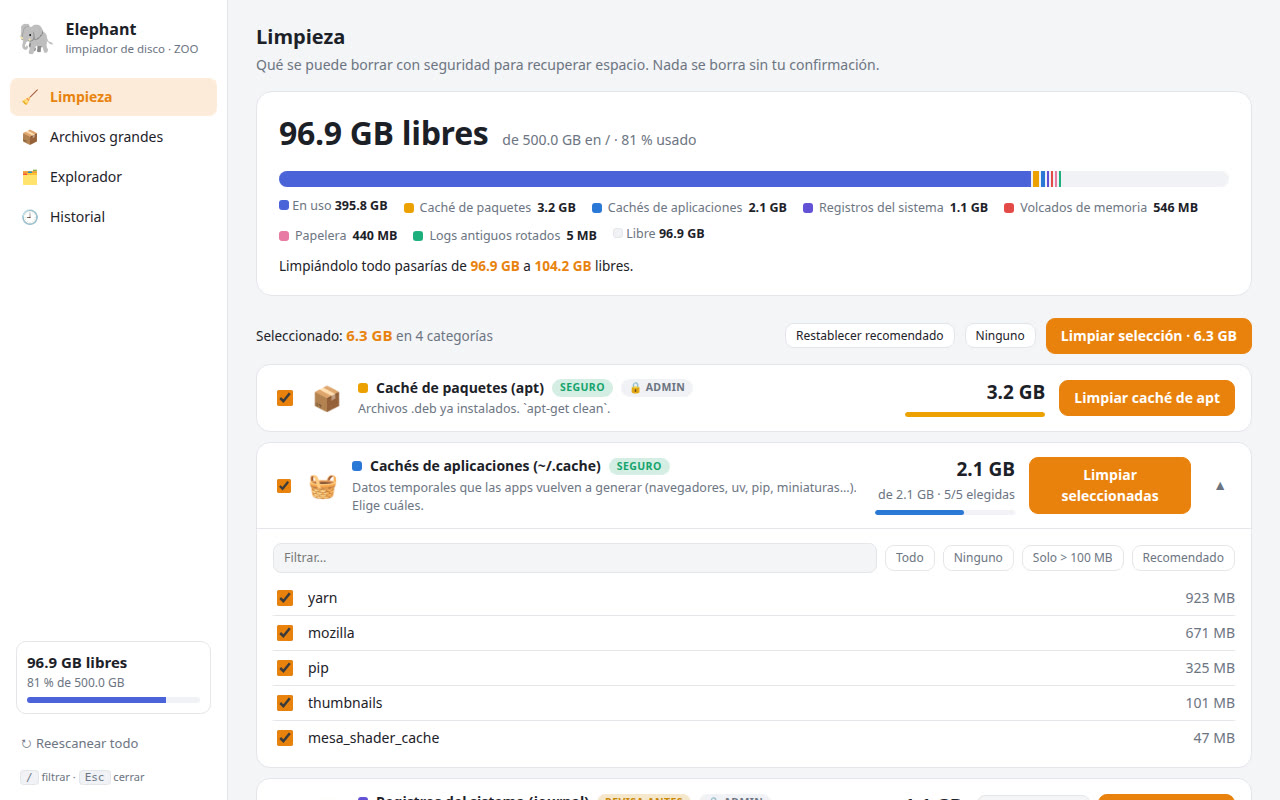 Elephant
limpiador de disco · ZOO
Limpieza
Archivos grandes
Explorador
Historial
96.9 GB libres
81 % de 500.0 GB
Reescanear todo
/ filtrar · Esc cerrar
Limpieza
Qué se puede borrar con seguridad para recuperar espacio. Nada se borra sin tu confirmación.
96.9 GB libres de 500.0 GB en / · 81 % usado
En uso 395.8 GB Caché de paquetes 3.2 GB Cachés de aplicaciones 2.1 GB Registros del sistema 1.1 GB Volcados de memoria 546 MB
Papelera 440 MB Logs antiguos rotados 5 MB Libre 96.9 GB
Limpiándolo todo pasarías de 96.9 GB a 104.2 GB libres.
Seleccionado: 6.3 GB en 4 categorías Restablecer recomendado Ninguno Limpiar selección · 6.3 GB
Caché de paquetes (apt) SEGURO 🔒 ADMIN
Archivos .deb ya instalados. `apt-get clean`.
3.2 GB Limpiar caché de apt
Cachés de aplicaciones (~/.cache) SEGURO
Datos temporales que las apps vuelven a generar (navegadores, uv, pip, miniaturas…).
Elige cuáles.
2.1 GB
de 2.1 GB · 5/5 elegidas
Limpiar
seleccionadas
Filtrar… Todo Ninguno Solo > 100 MB Recomendado
yarn 923 MB
mozilla 671 MB
pip 325 MB
thumbnails 101 MB
mesa_shader_cache 47 MB
Registros del sistema (journal) REVISA ANTES ADMIN